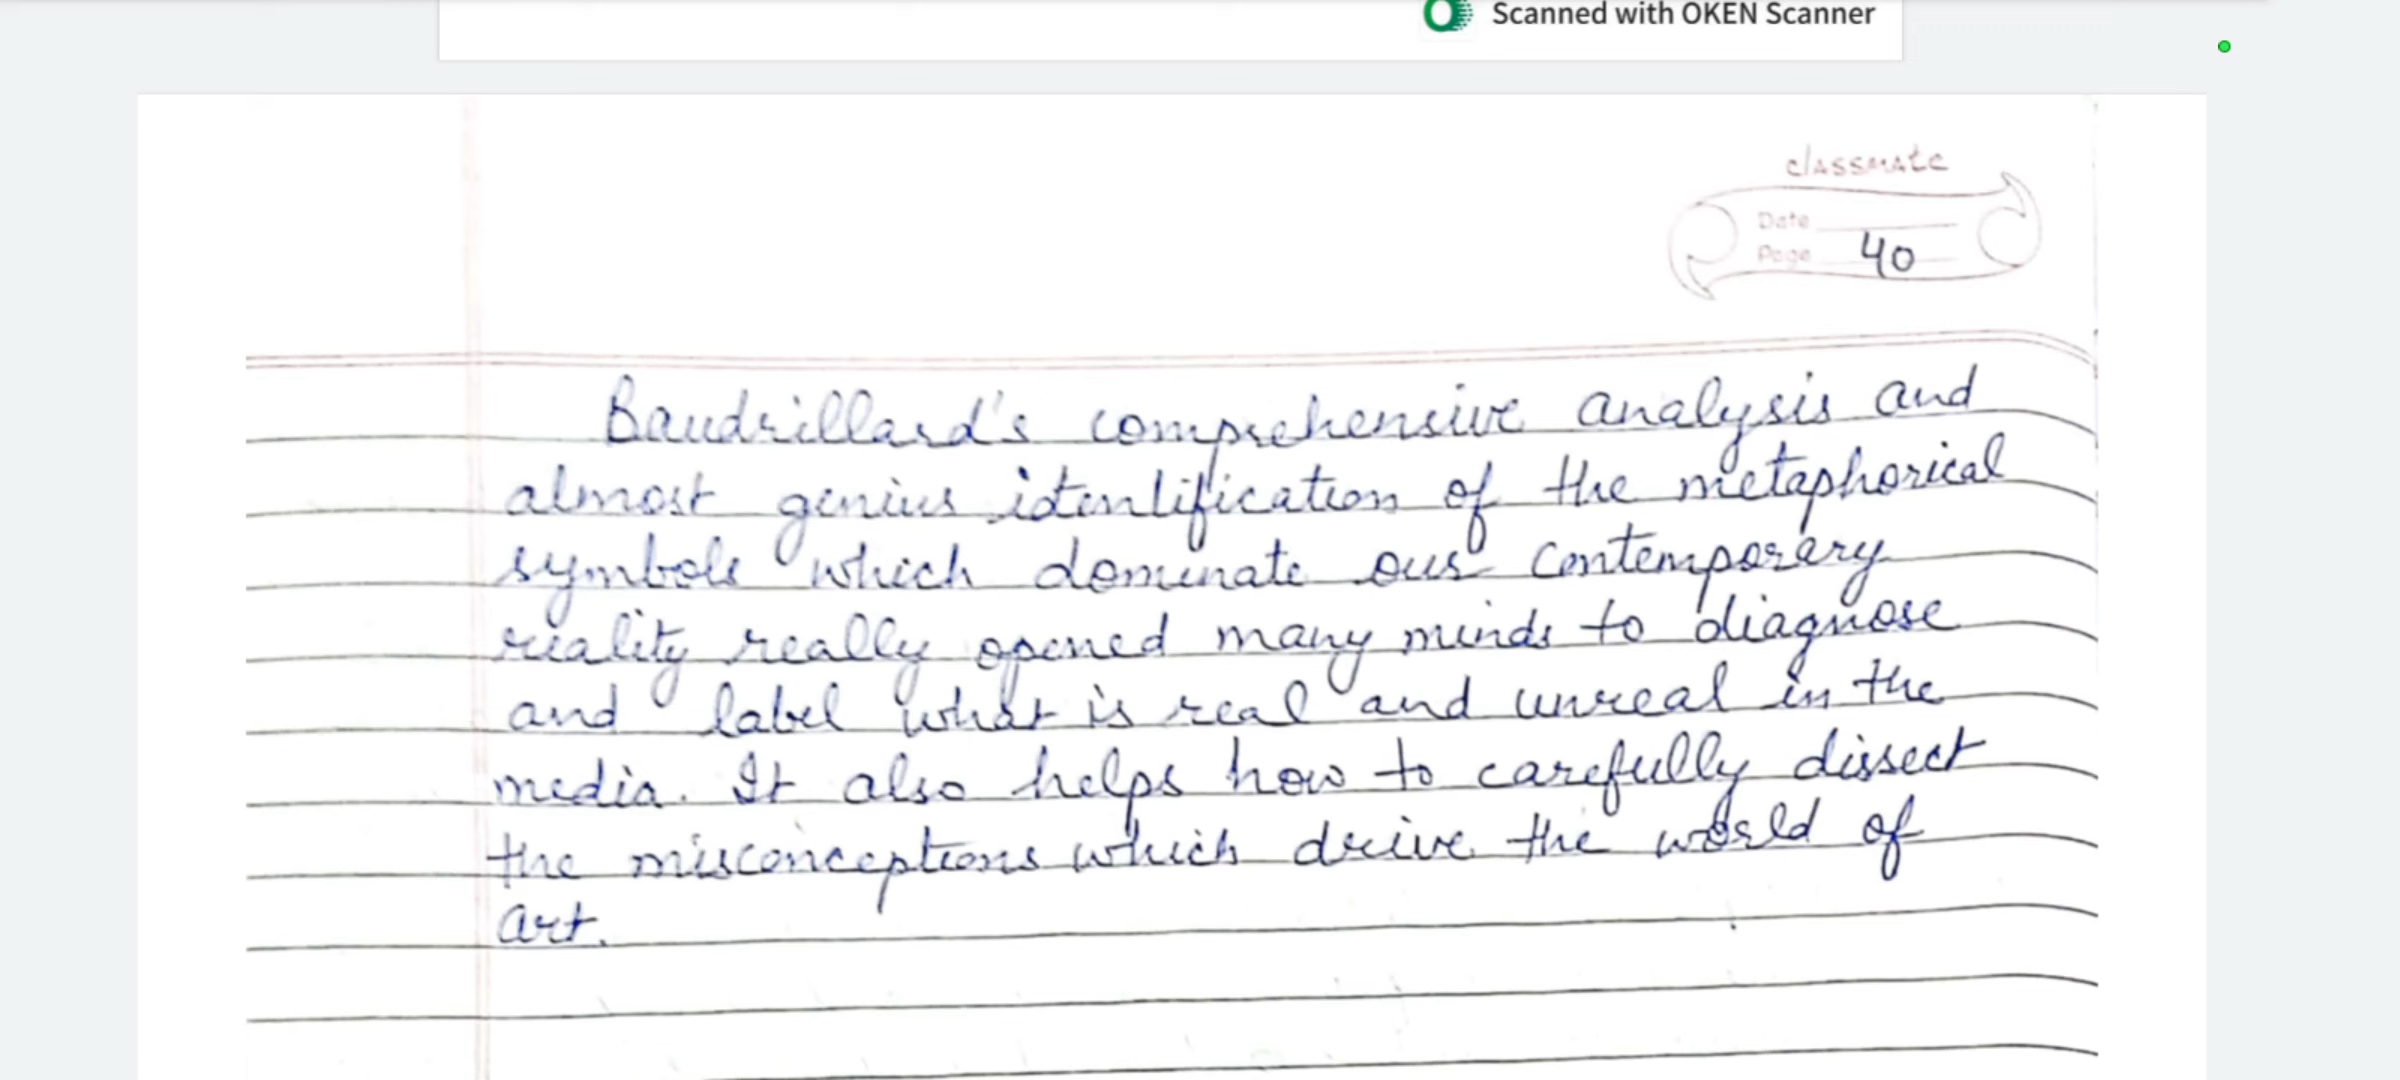 Scanned with OKEN Scanner
classmate
Date
Page 40
Baudrillard's comprehensive analysis and
almost genius idenlification of the metaphorical
symbols which dominate our contemporary
reality really opened many minds to diagnose
and label what is real and unreal in the
media. It also helps how to carefully dissect
the misconceptions which drive the world of
art.